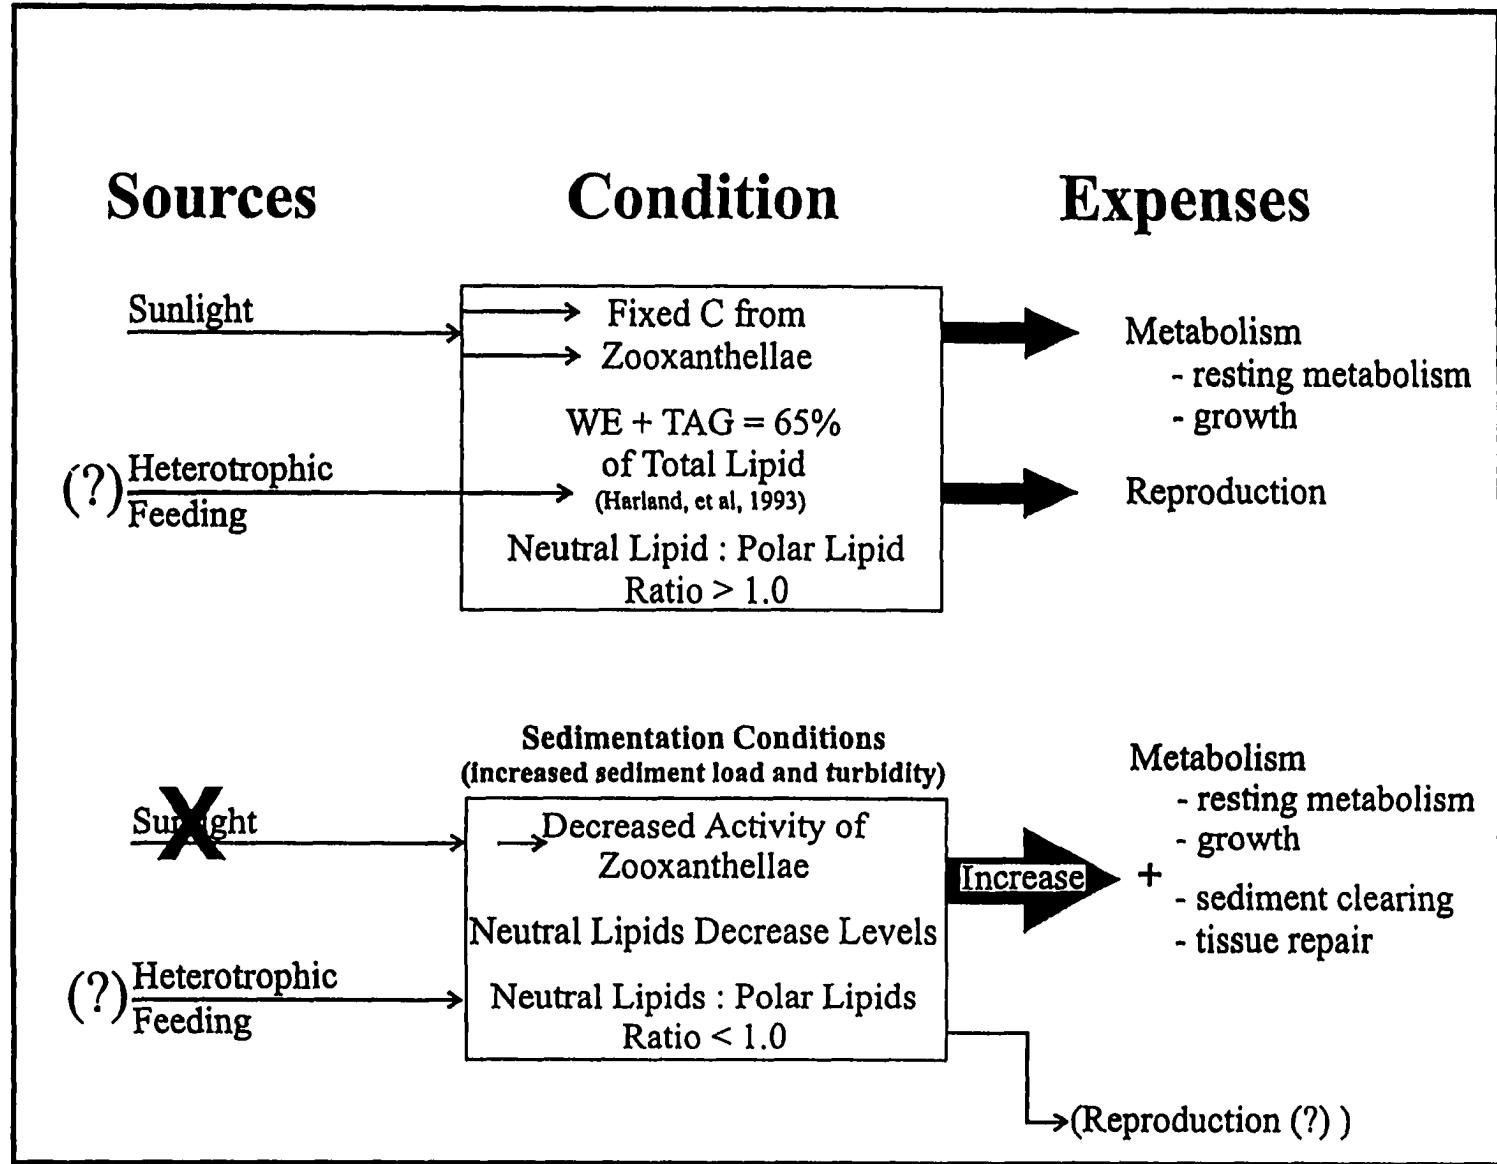 Sources
Condition
Expenses
Sunlight
Fixed C from
Zooxanthellae
WE + TAG = 65%
of Total Lipid
(Harland, et al, 1993)
Neutral Lipid : Polar Lipid
Ratio > 1.0
(?) Heterotrophic
Feeding
Metabolism
- resting metabolism
- growth
Reproduction
Sedimentation Conditions
(increased sediment load and turbidity)
Sunlight
X
Decreased Activity of
Zooxanthellae
Neutral Lipids Decrease Levels
Neutral Lipids : Polar Lipids
Ratio < 1.0
(?) Heterotrophic
Feeding
Increase
+
Metabolism
- resting metabolism
- growth
- sediment clearing
- tissue repair
(Reproduction (?) )